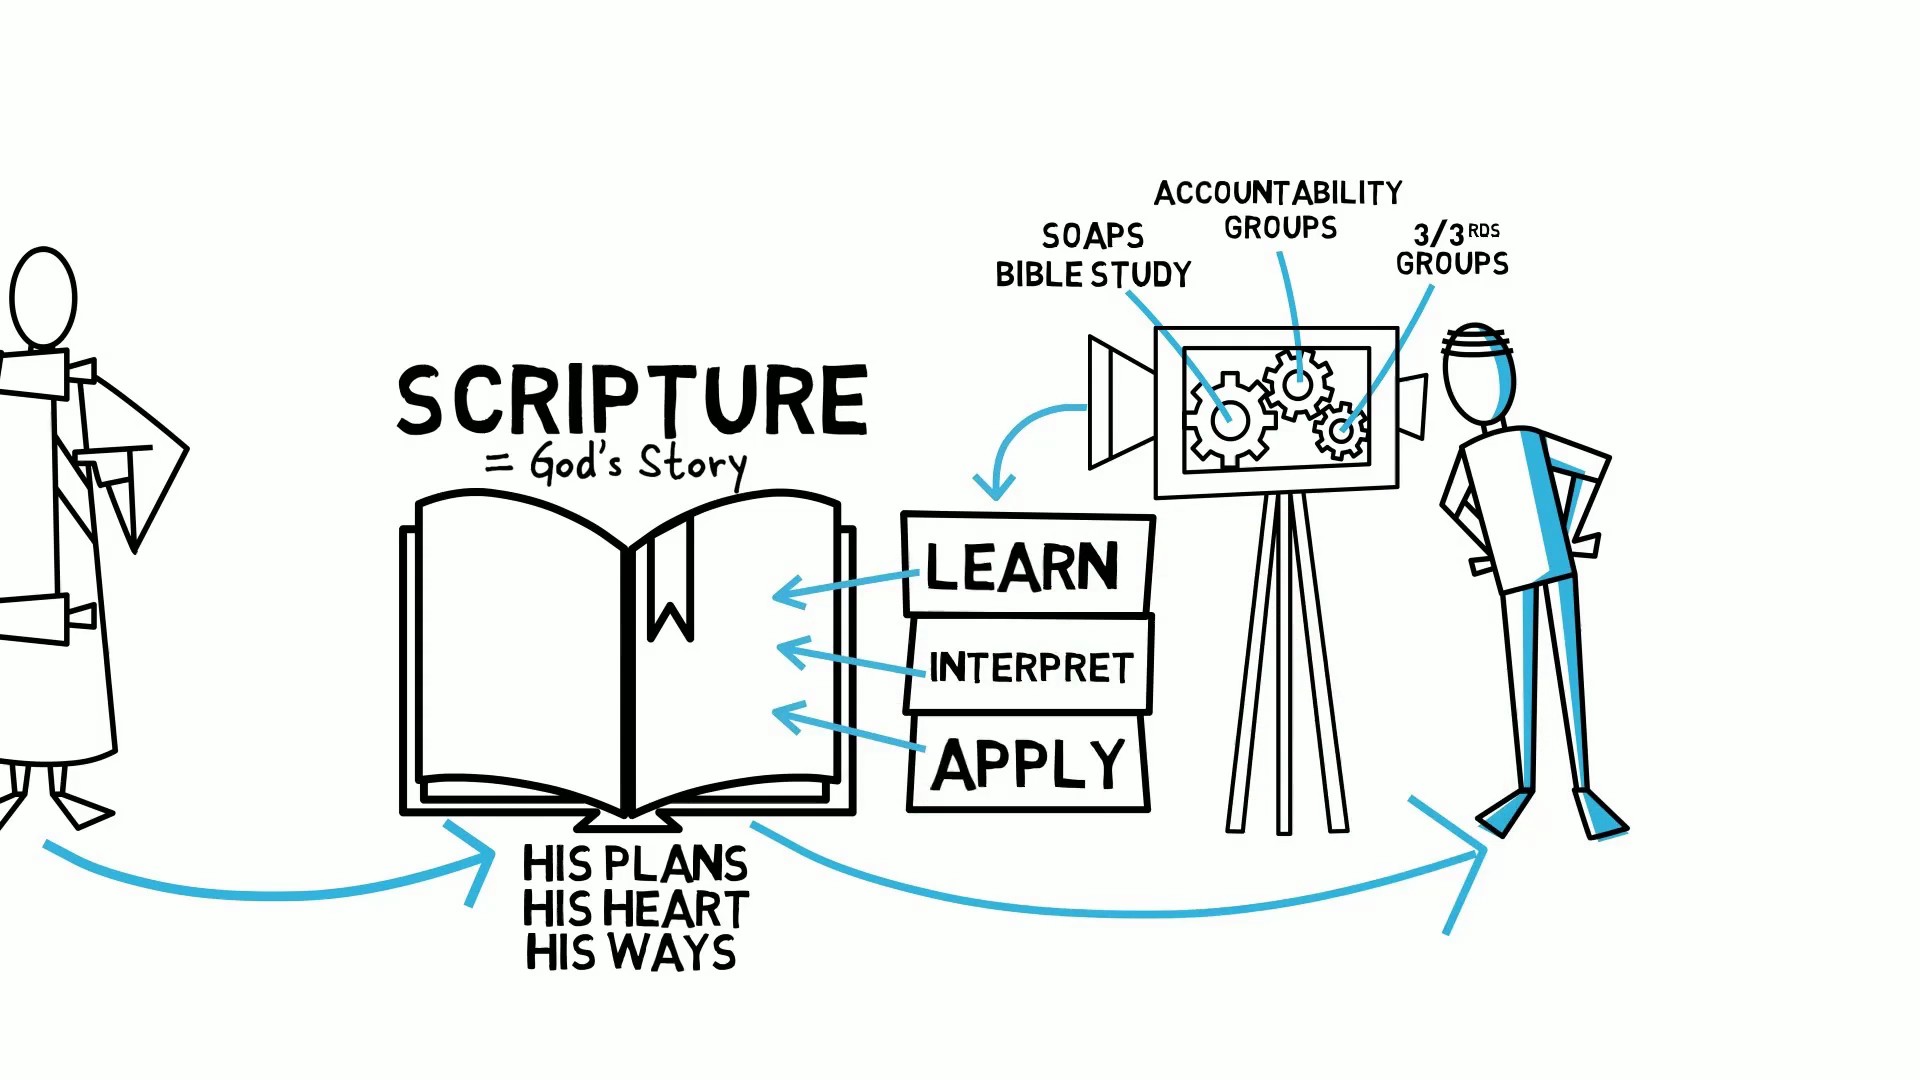 SCRIPTURE
= God's Story
HIS PLANS
HIS HEART
HIS WAYS
LEARN
INTERPRET
APPLY
SOAPS
BIBLE STUDY
ACCOUNTABILITY
GROUPS
3/3RDS
GROUPS